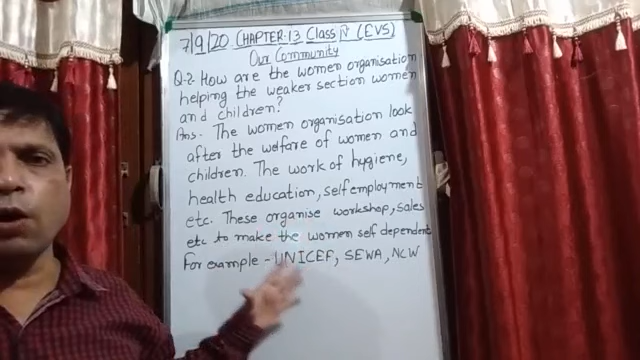 7/9/20 CHAPTER:13 Class V (EVS)
Our Community
Q.2. How are the women organisation
helping the weaker section women
and children?
Ans. The women organisation look
after the welfare of women and
children. The work of hygiene,
health education, self employment
etc. These organise workshop, sales
etc to make the women self dependent
For example - UNICEF, SEWA, NCW